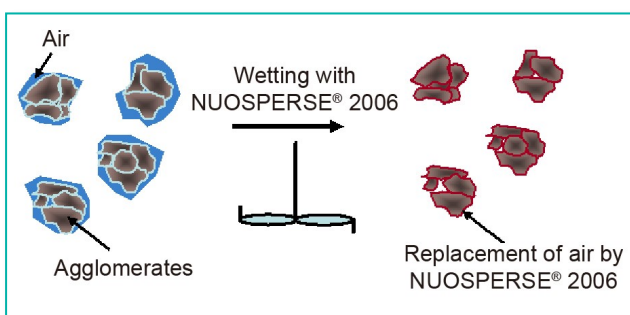 Air
Wetting with
NUOSPERSE® 2006
Agglomerates
Replacement of air by
NUOSPERSE® 2006